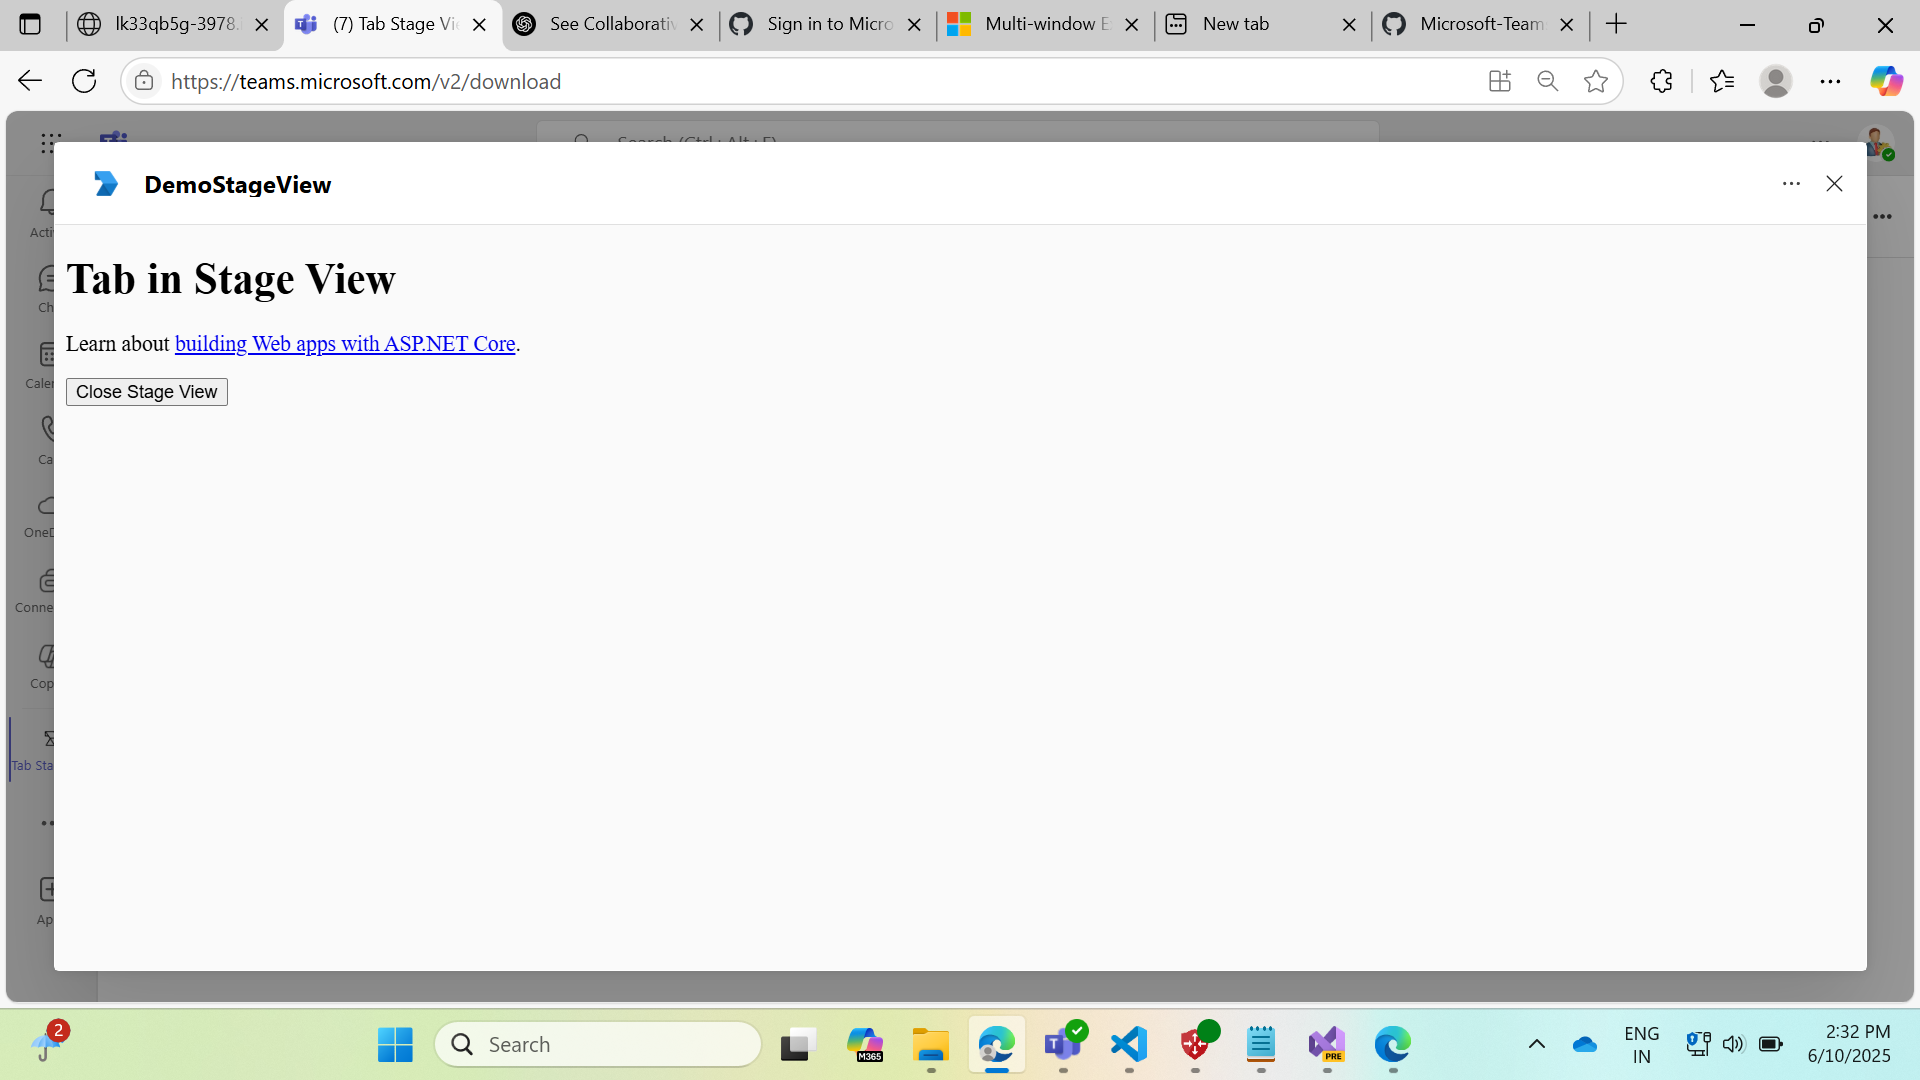 lk33qb5g-3978.
(7) Tab Stage Vi
See Collaborativ
Sign in to Micro
Multi-window E
New tab
Microsoft-Team
https://teams.microsoft.com/v2/download
Search (Ctrl+Alt+E)
DemoStageView
Tab in Stage View
Learn about building Web apps with ASP.NET Core.
Close Stage View
Acti
Ch
Calen
Ca
OneD
Conne
Cop
Tab Sta
Ap
2
Search
M365
PRE
ENG
IN
2:32 PM
6/10/2025